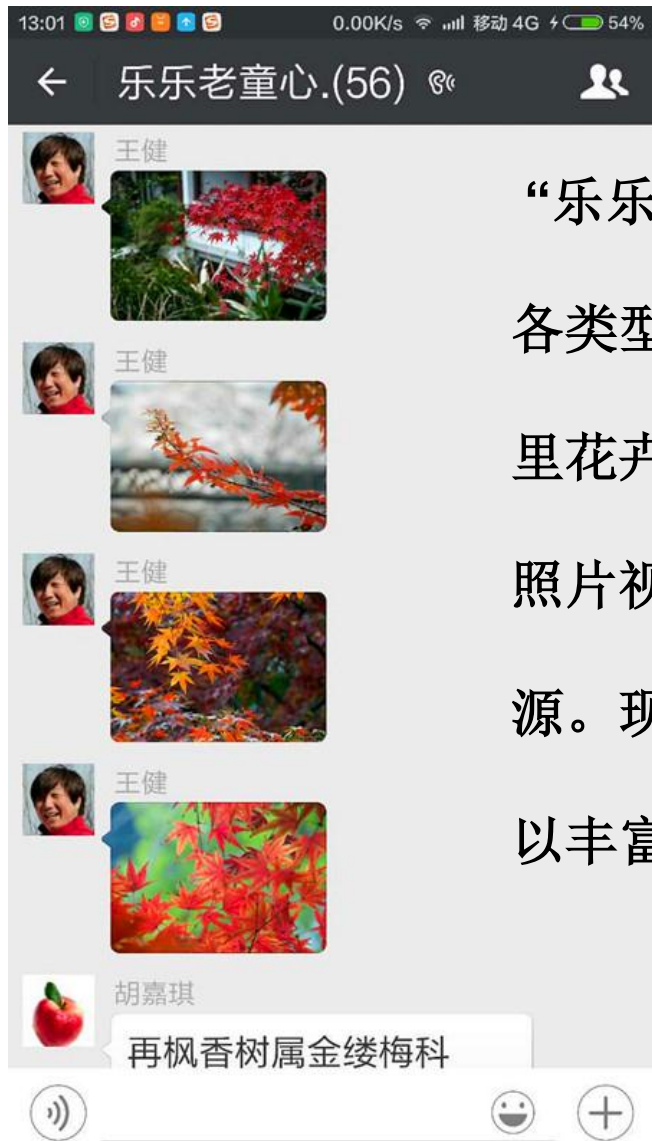 13:01 0.00K/s 移动 4G 54%
乐乐老童心.(56)
王健
王健
王健
王健
胡嘉琪
再枫香树属金缕梅科
“乐乐
各类型
里花卉
照片视
源。现
以丰富